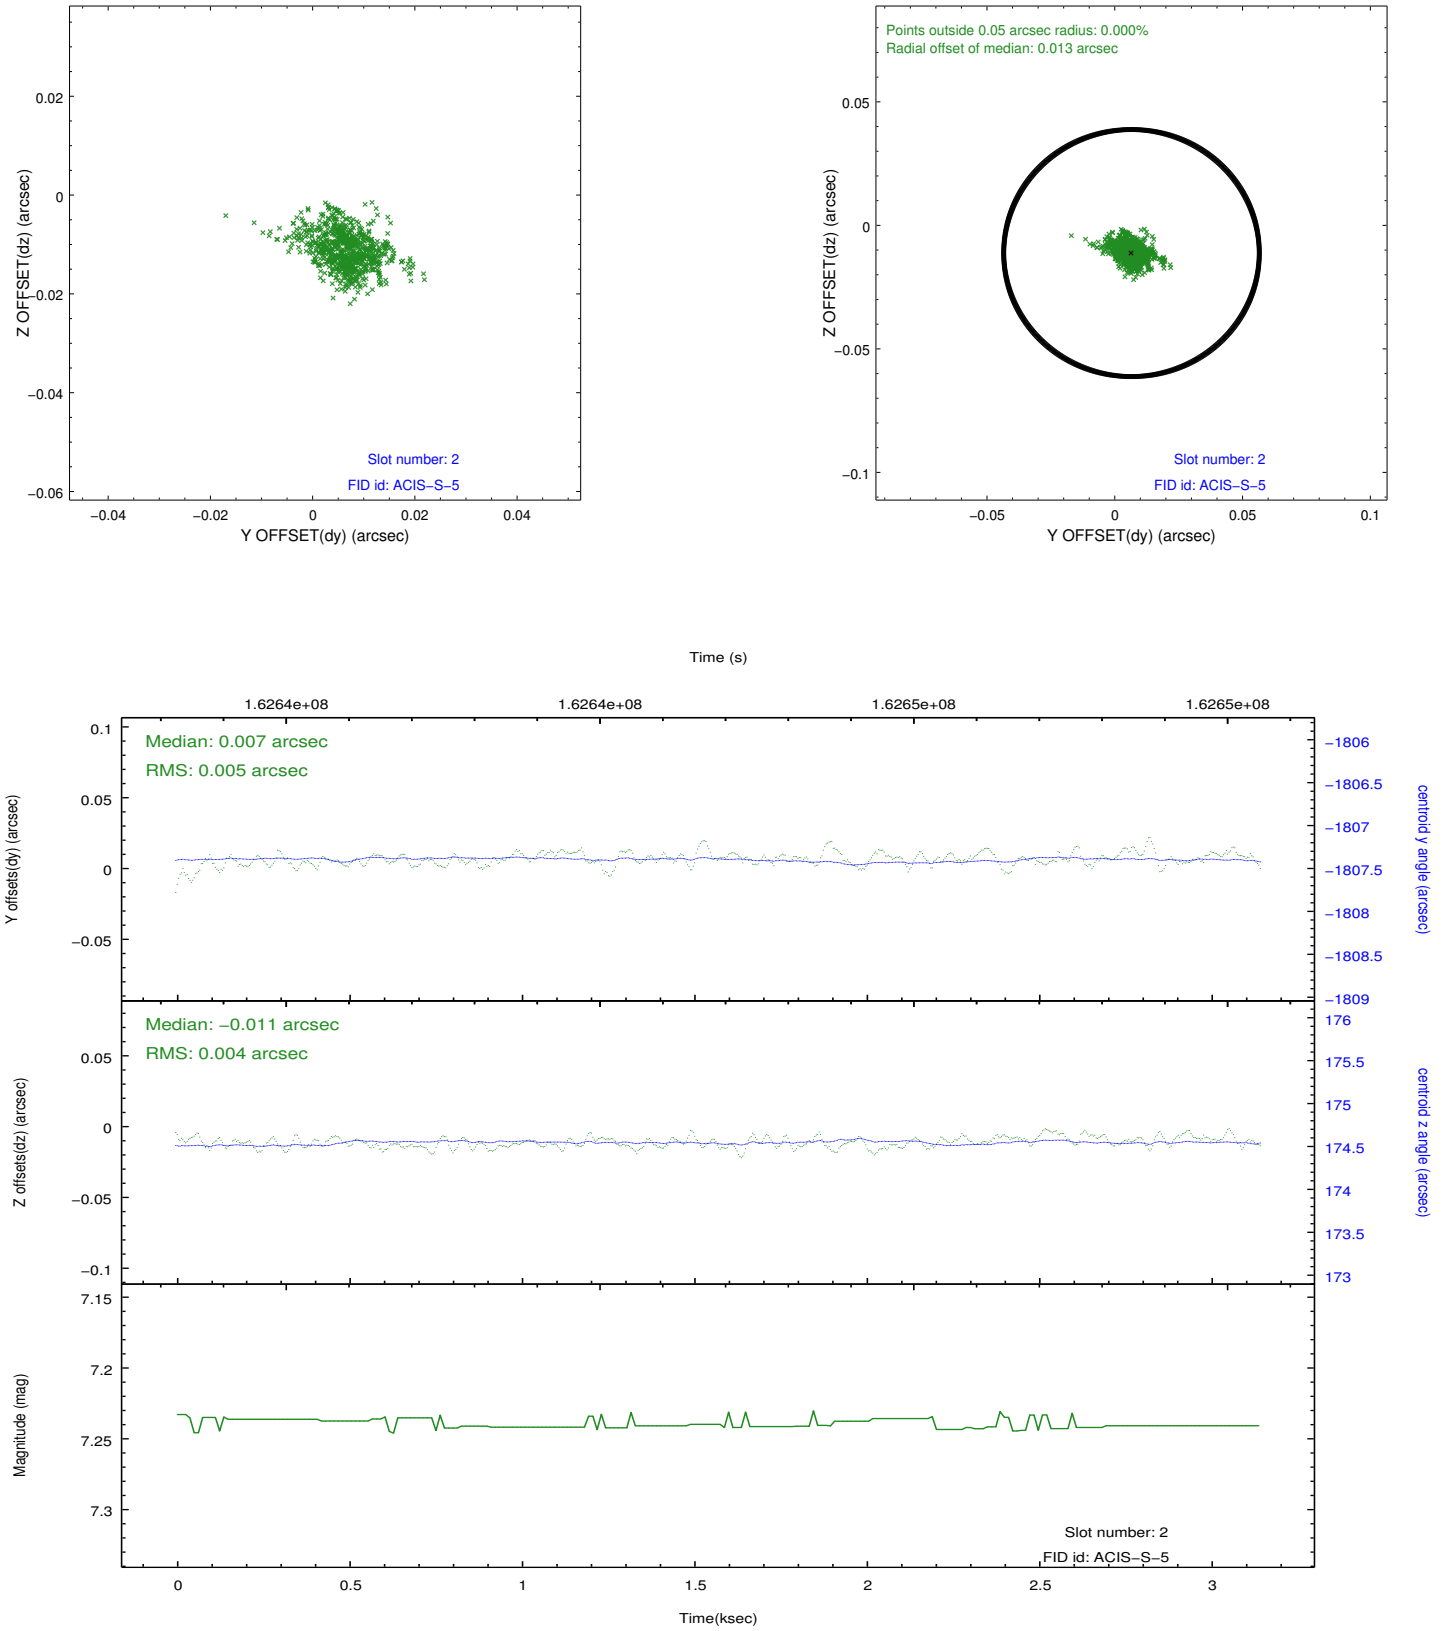 0.02
0
−0.02
−0.04
−0.06
Z OFFSET(dz) (arcsec)
Slot number: 2
FID id: ACIS−S−5
−0.04
−0.02
0
0.02
0.04
Y OFFSET(dy) (arcsec)
Points outside 0.05 arcsec radius: 0.000%
Radial offset of median: 0.013 arcsec
0.05
0
−0.05
−0.1
Z OFFSET(dz) (arcsec)
Slot number: 2
FID id: ACIS−S−5
−0.05
0
0.05
0.1
Y OFFSET(dy) (arcsec)
Time (s)
1.6264e+08
1.6264e+08
1.6265e+08
1.6265e+08
Median: 0.007 arcsec
RMS: 0.005 arcsec
0.1
0.05
0
−0.05
Y offsets(dy) (arcsec)
−1806
−1806.5
−1807
−1807.5
−1808
−1808.5
−1809
centroid y angle (arcsec)
Median: −0.011 arcsec
RMS: 0.004 arcsec
0.05
0
−0.05
−0.1
Z offsets(dz) (arcsec)
176
175.5
175
174.5
174
173.5
173
centroid z angle (arcsec)
7.15
7.2
7.25
7.3
Magnitude (mag)
Slot number: 2
FID id: ACIS−S−5
0
0.5
1
1.5
2
2.5
3
Time(ksec)